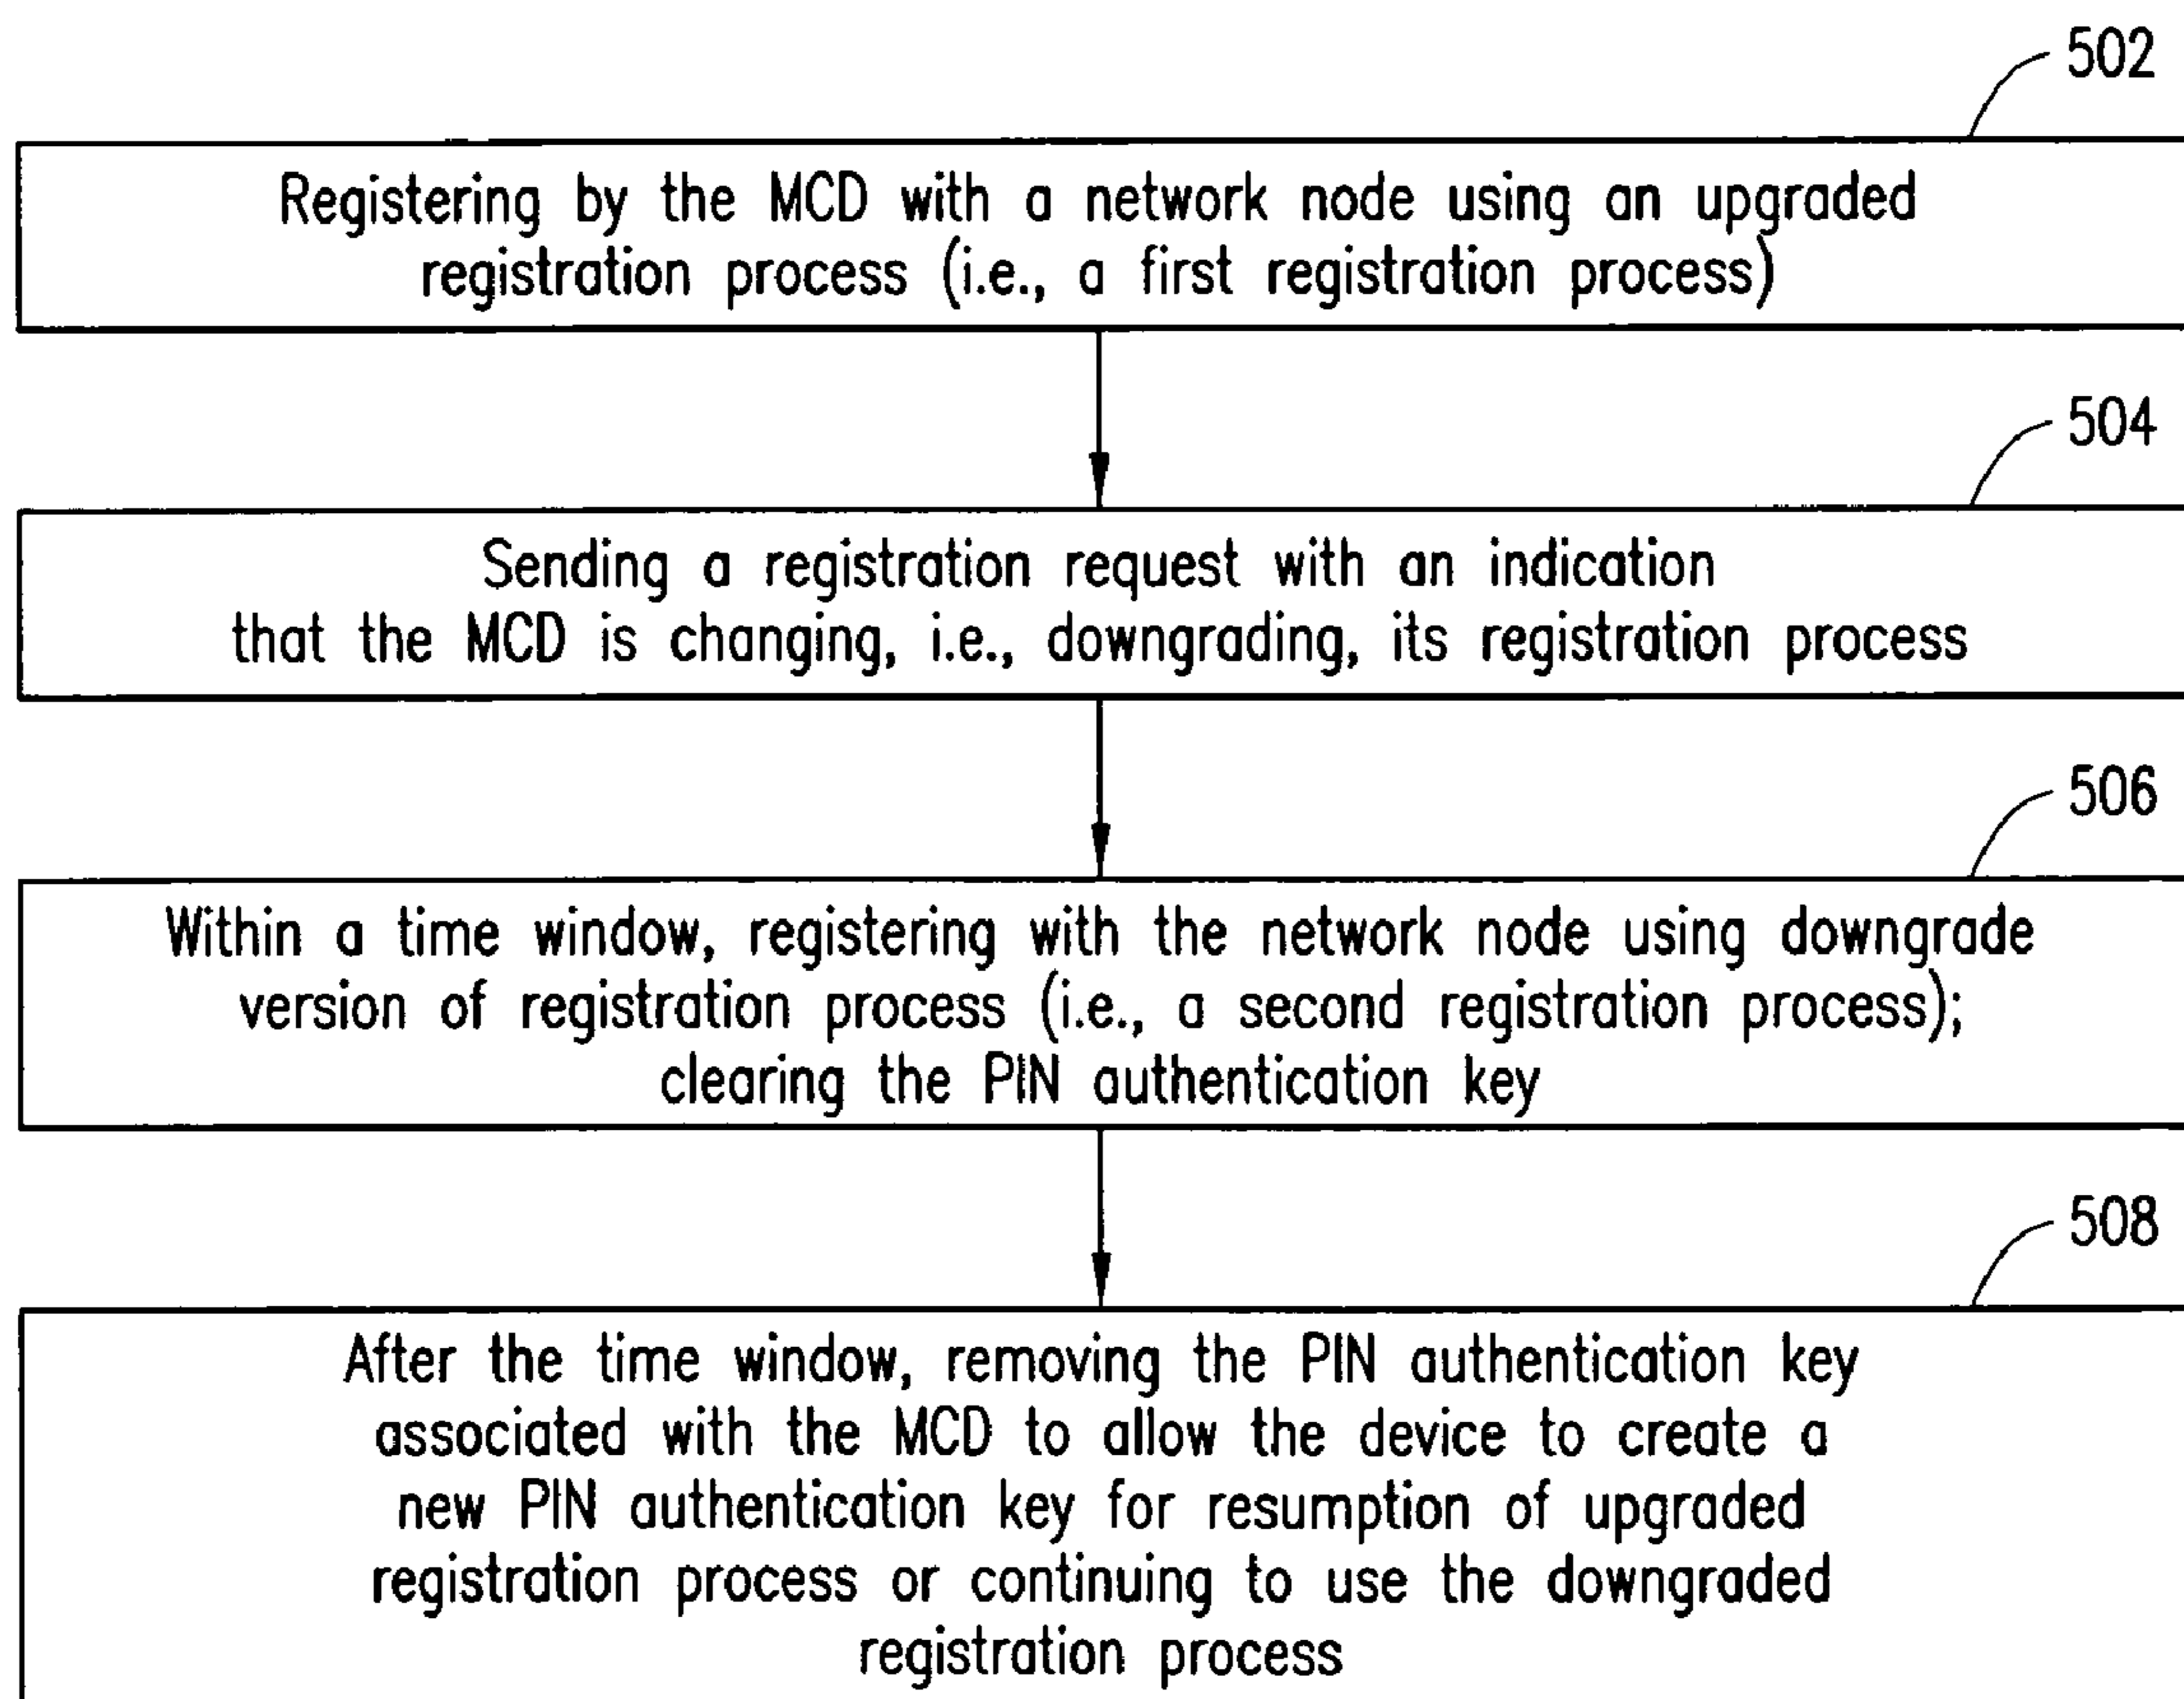 502
Registering by the MCD with a network node using an upgraded
registration process (i.e., a first registration process)
504
Sending a registration request with an indication
that the MCD is changing, i.e., downgrading, its registration process
506
Within a time window, registering with the network node using downgrade
version of registration process (i.e., a second registration process);
clearing the PIN authentication key
508
After the time window, removing the PIN authentication key
associated with the MCD to allow the device to create a
new PIN authentication key for resumption of upgraded
registration process or continuing to use the downgraded
registration process